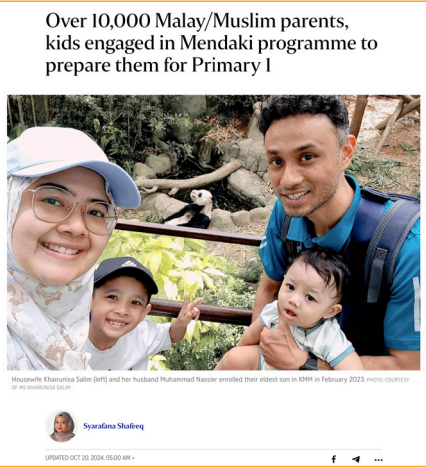 Over 10,000 Malay/Muslim parents,
kids engaged in Mendaki programme to
prepare them for Primary 1
Housewife Khairunisa Salim (left) and her husband Muhammad Nassier enrolled their eldest son in KMM in February 2023. PHOTO: COURTESY
OF MS KHAIRUNISA SALIM
Syarafana Shafeeq
UPDATED OCT 20, 2024, 05:00 AM